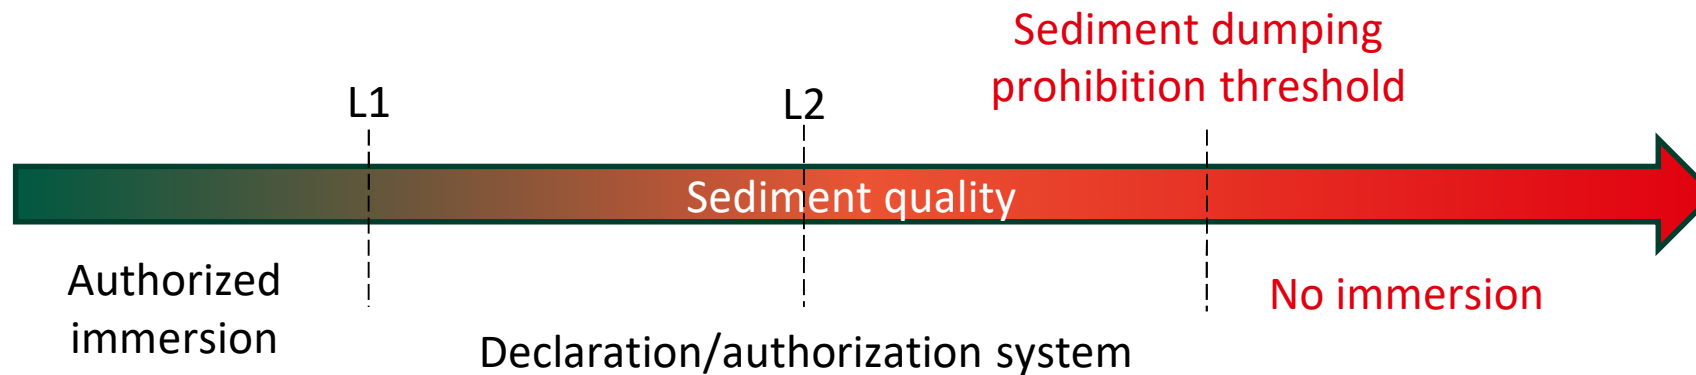 Sediment dumping
prohibition threshold
L1
L2
Sediment quality
Authorized
immersion
No immersion
Declaration/authorization system